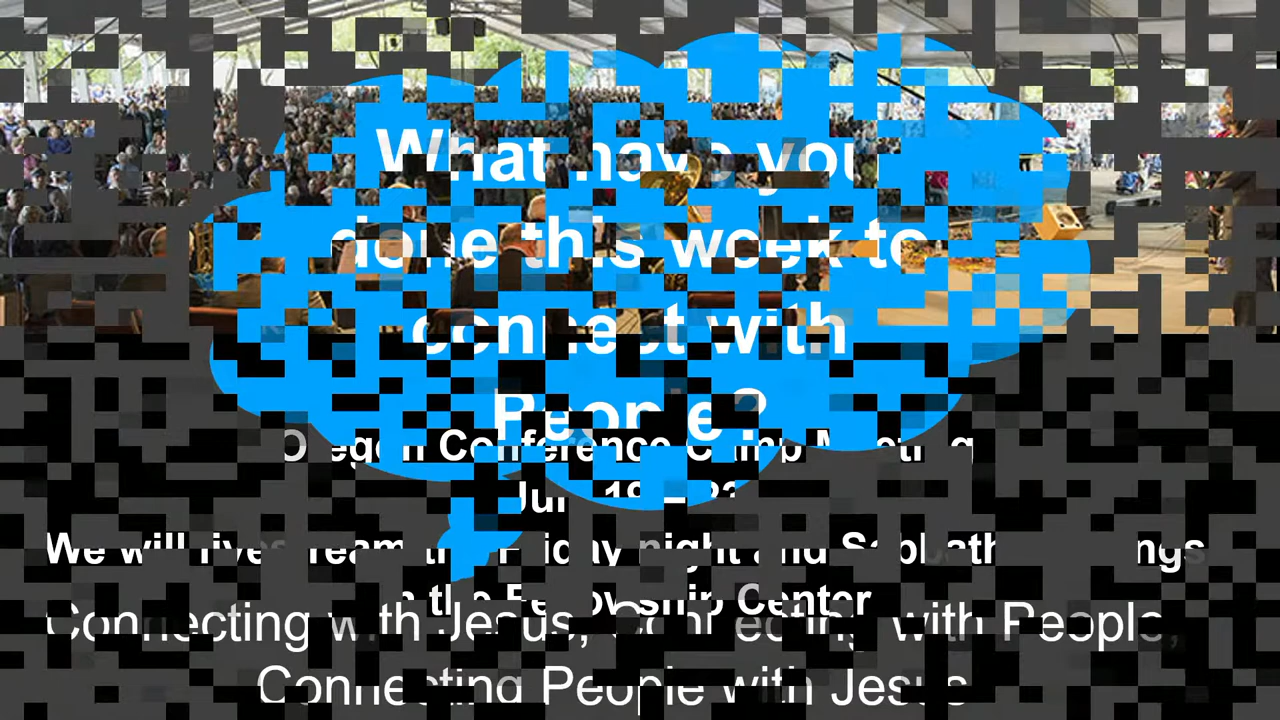 What have you
done this week to
connect with
People?
Oregon Conference Camp Meeting
We will livestream the Friday night and Sabbath
in the Fellowship Center
Connecting with Jesus, Connecting with People,
Connecting People with Jesus